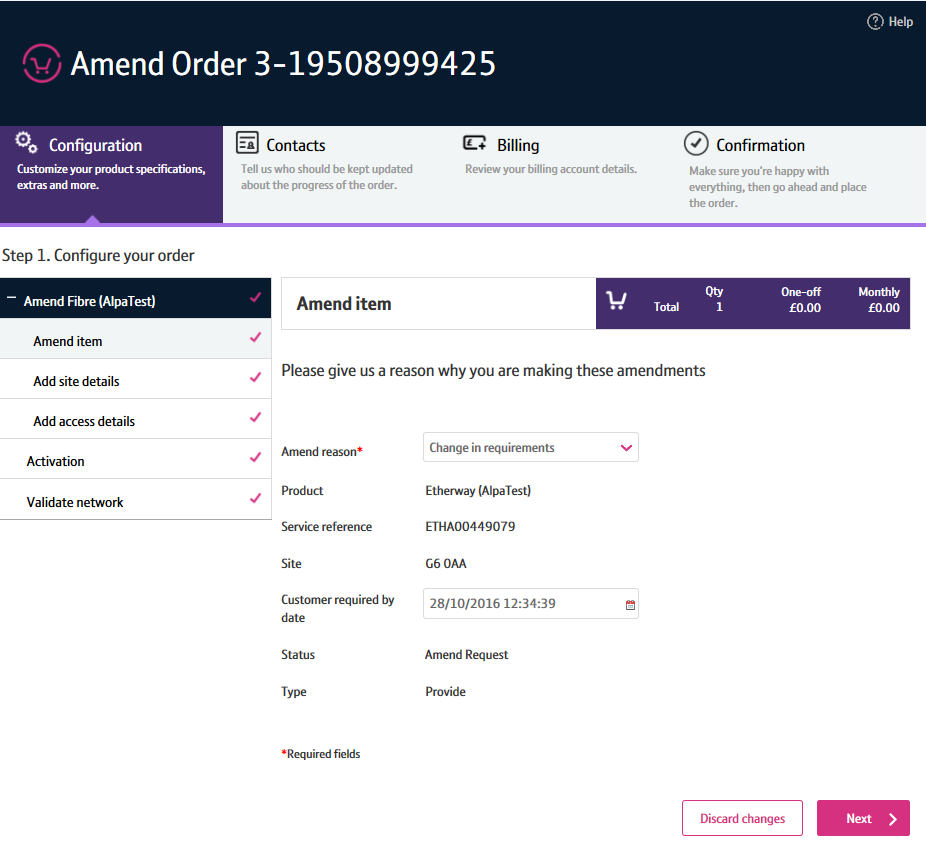 Help
Amend Order 3-19508999425
Configuration
Customize your product specifications,
extras and more.
Contacts
Tell us who should be kept updated
about the progress of the order.
Billing
Review your billing account details.
Confirmation
Make sure you're happy with
everything, then go ahead and place
the order.
Step 1. Configure your order
Amend Fibre (AlpaTest)
Amend item
Add site details
Add access details
Activation
Validate network
Amend item
Total
Qty
1
One-off
£0.00
Monthly
£0.00
Please give us a reason why you are making these amendments
Amend reason* Change in requirements
Product Etherway (AlpaTest)
Service reference ETHA00449079
Site G6 0AA
Customer required by
date
28/10/2016 12:34:39
Status Amend Request
Type Provide
*Required fields
Discard changes
Next